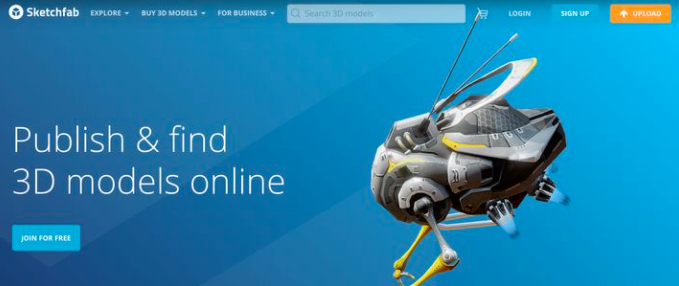 Sketchfab EXPLORE BUY 3D MODELS FOR BUSINESS Search 3D models LOGIN SIGN UP UPLOAD
Publish & find
3D models online
JOIN FOR FREE